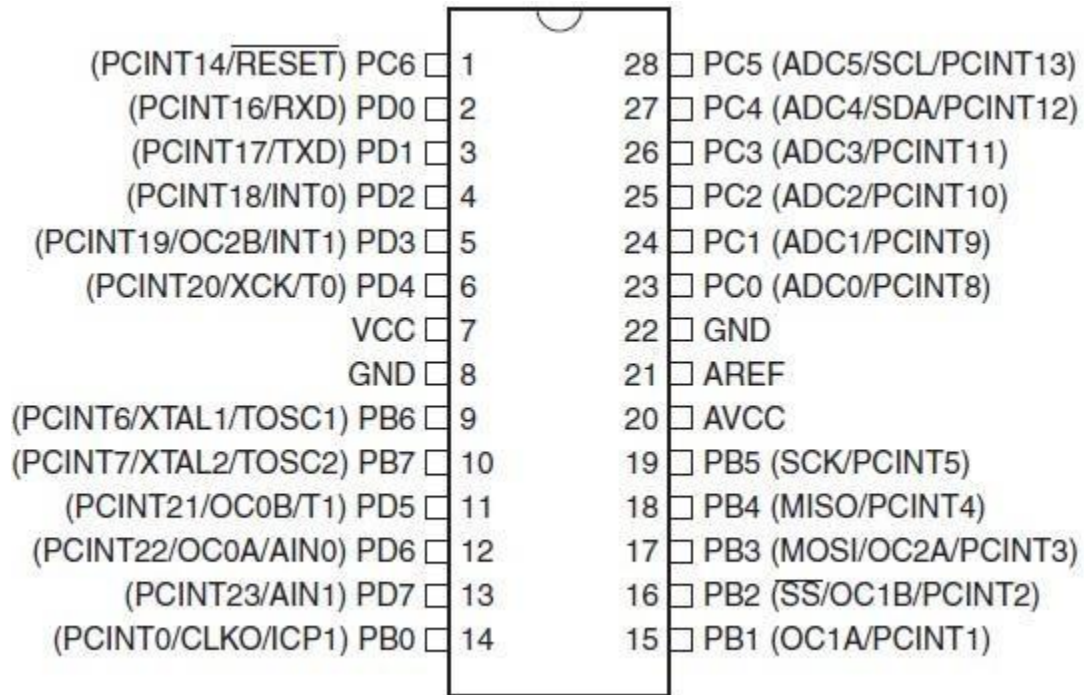 (PCINT14/RESET) PC6 1 28 PC5 (ADC5/SCL/PCINT13)
(PCINT16/RXD) PD0 2 27 PC4 (ADC4/SDA/PCINT12)
(PCINT17/TXD) PD1 3 26 PC3 (ADC3/PCINT11)
(PCINT18/INT0) PD2 4 25 PC2 (ADC2/PCINT10)
(PCINT19/OC2B/INT1) PD3 5 24 PC1 (ADC1/PCINT9)
(PCINT20/XCK/T0) PD4 6 23 PC0 (ADC0/PCINT8)
VCC 7 22 GND
GND 8 21 AREF
(PCINT6/XTAL1/TOSC1) PB6 9 20 AVCC
(PCINT7/XTAL2/TOSC2) PB7 10 19 PB5 (SCK/PCINT5)
(PCINT21/OC0B/T1) PD5 11 18 PB4 (MISO/PCINT4)
(PCINT22/OC0A/AIN0) PD6 12 17 PB3 (MOSI/OC2A/PCINT3)
(PCINT23/AIN1) PD7 13 16 PB2 (SS/OC1B/PCINT2)
(PCINT0/CLKO/ICP1) PB0 14 15 PB1 (OC1A/PCINT1)